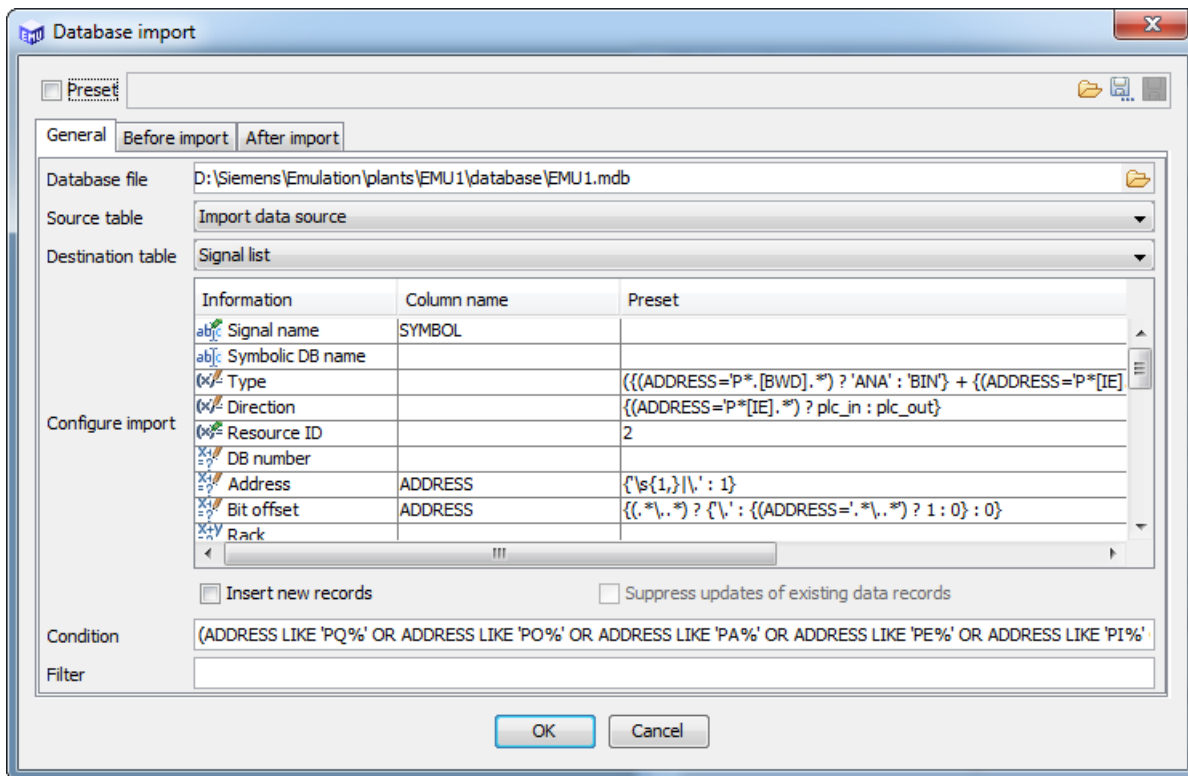 EMU Database import
Preset
General Before import After import
Database file D:\Siemens\Emulation\plants\EMU1\database\EMU1.mdb
Source table Import data source
Destination table Signal list
Information Column name Preset
Signal name SYMBOL
Symbolic DB name
Type ({{(ADDRESS='P*.[BWD].*') ? 'ANA' : 'BIN'} + {(ADDRESS='P*[IE].
Direction {(ADDRESS='P*[IE].*') ? plc_in : plc_out}
Configure import
Resource ID 2
DB number
Address ADDRESS {'\s{1,}|\.' : 1}
Bit offset ADDRESS {(.*\..*) ? {'\.' : {(ADDRESS='.*\..*') ? 1 : 0} : 0}
Rack
Insert new records Suppress updates of existing data records
Condition (ADDRESS LIKE 'PQ%' OR ADDRESS LIKE 'PO%' OR ADDRESS LIKE 'PA%' OR ADDRESS LIKE 'PE%' OR ADDRESS LIKE 'PI%'
Filter
OK Cancel